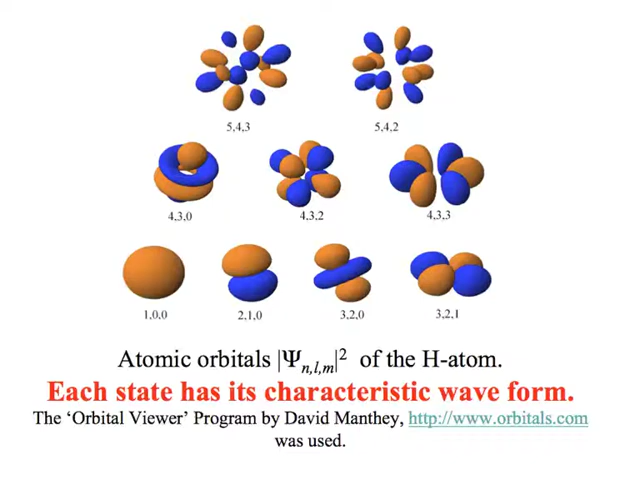 5,4,3 5,4,2
4,3,0 4,3,2 4,3,3
1,0,0 2,1,0 3,2,0 3,2,1
Atomic orbitals |Ψn,l,m|² of the H-atom.
Each state has its characteristic wave form.
The ‘Orbital Viewer’ Program by David Manthey, http://www.orbitals.com
was used.